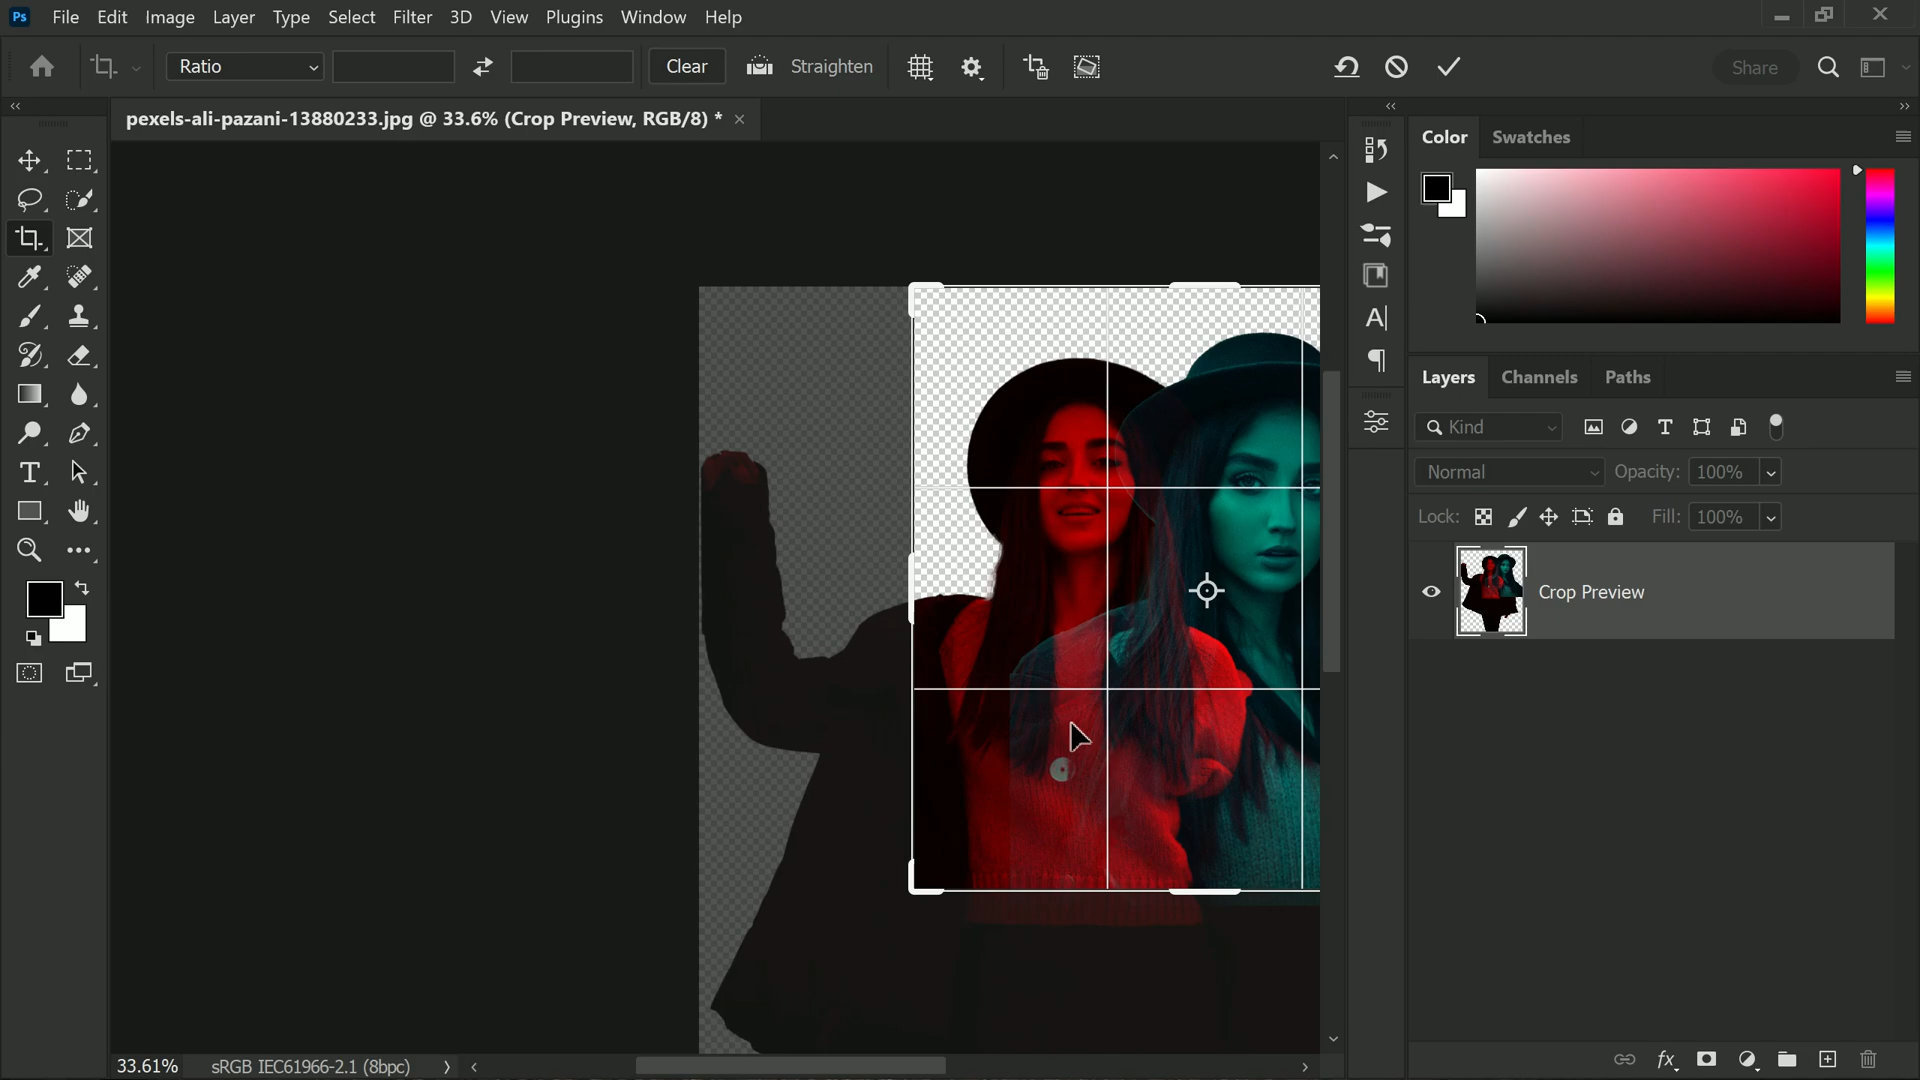 Ps File Edit Image Layer Type Select Filter 3D View Plugins Window Help
Ratio Clear Straighten Share
pexels-ali-pazani-13880233.jpg @ 33.6% (Crop Preview, RGB/8) *
Color Swatches
Layers Channels Paths
Kind
Normal Opacity: 100%
Lock: Fill: 100%
Crop Preview
33.61% sRGB IEC61966-2.1 (8bpc)